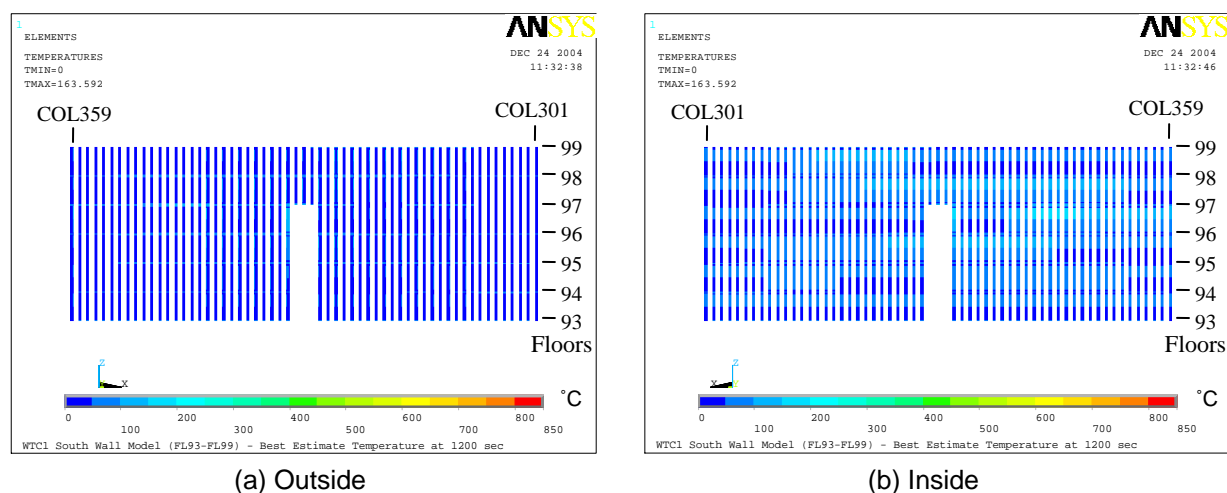 1
ANSYS
ELEMENTS
DEC 24 2004
11:32:38
TEMPERATURES
TMIN=0
TMAX=163.592
COL359
COL301
99
98
97
96
95
94
93
Floors
Z
X
°C
0 200 400 600 800
100 300 500 700 850
WTC1 South Wall Model (FL93-FL99) - Best Estimate Temperature at 1200 sec
(a) Outside
1
ANSYS
ELEMENTS
DEC 24 2004
11:32:46
TEMPERATURES
TMIN=0
TMAX=163.592
COL301
COL359
99
98
97
96
95
94
93
Floors
Z
X
°C
0 200 400 600 800
100 300 500 700 850
WTC1 South Wall Model (FL93-FL99) - Best Estimate Temperature at 1200 sec
(b) Inside